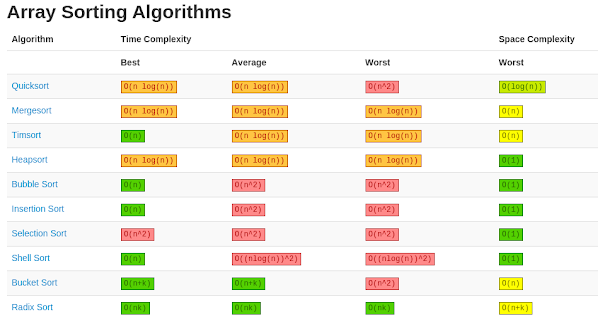 Array Sorting Algorithms
Algorithm Time Complexity Space Complexity
Best Average Worst Worst
Quicksort O(n log(n)) O(n log(n)) O(n^2) O(log(n))
Mergesort O(n log(n)) O(n log(n)) O(n log(n)) O(n)
Timsort O(n) O(n log(n)) O(n log(n)) O(n)
Heapsort O(n log(n)) O(n log(n)) O(n log(n)) O(1)
Bubble Sort O(n) O(n^2) O(n^2) O(1)
Insertion Sort O(n) O(n^2) O(n^2) O(1)
Selection Sort O(n^2) O(n^2) O(n^2) O(1)
Shell Sort O(n) O((nlog(n))^2) O((nlog(n))^2) O(1)
Bucket Sort O(n+k) O(n+k) O(n^2) O(n)
Radix Sort O(nk) O(nk) O(nk) O(n+k)